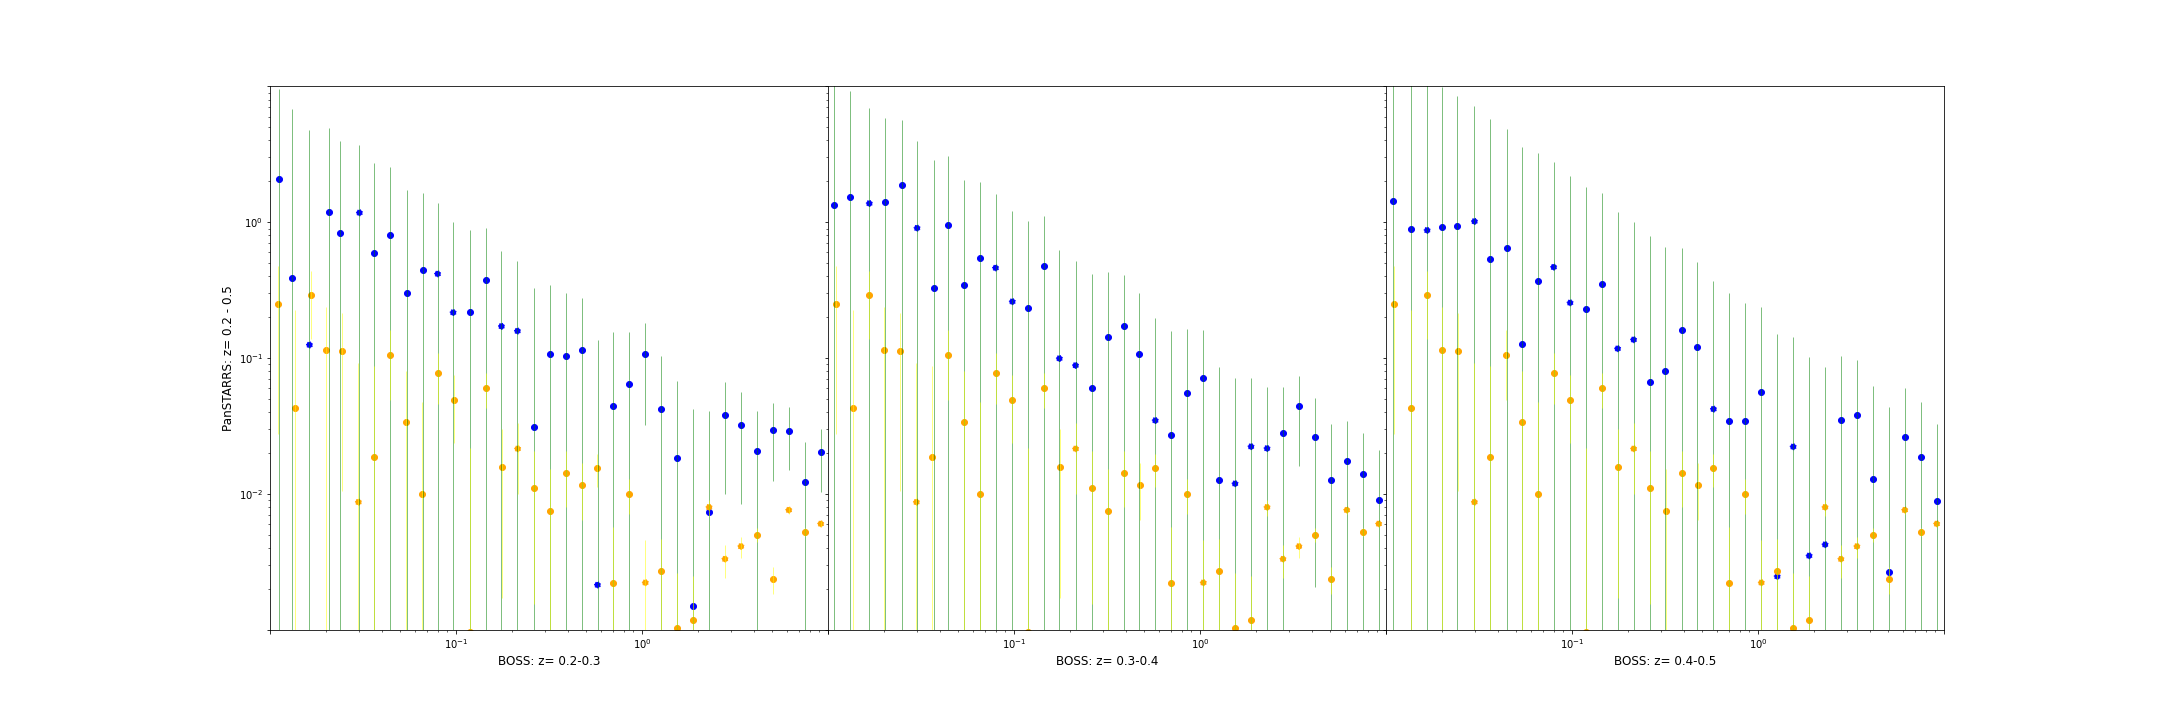 PanSTARRS: z= 0.2 - 0.5
10⁰
10⁻¹
10⁻²
10⁻¹ 10⁰ 10⁻¹ 10⁰ 10⁻¹ 10⁰
BOSS: z= 0.2-0.3 BOSS: z= 0.3-0.4 BOSS: z= 0.4-0.5